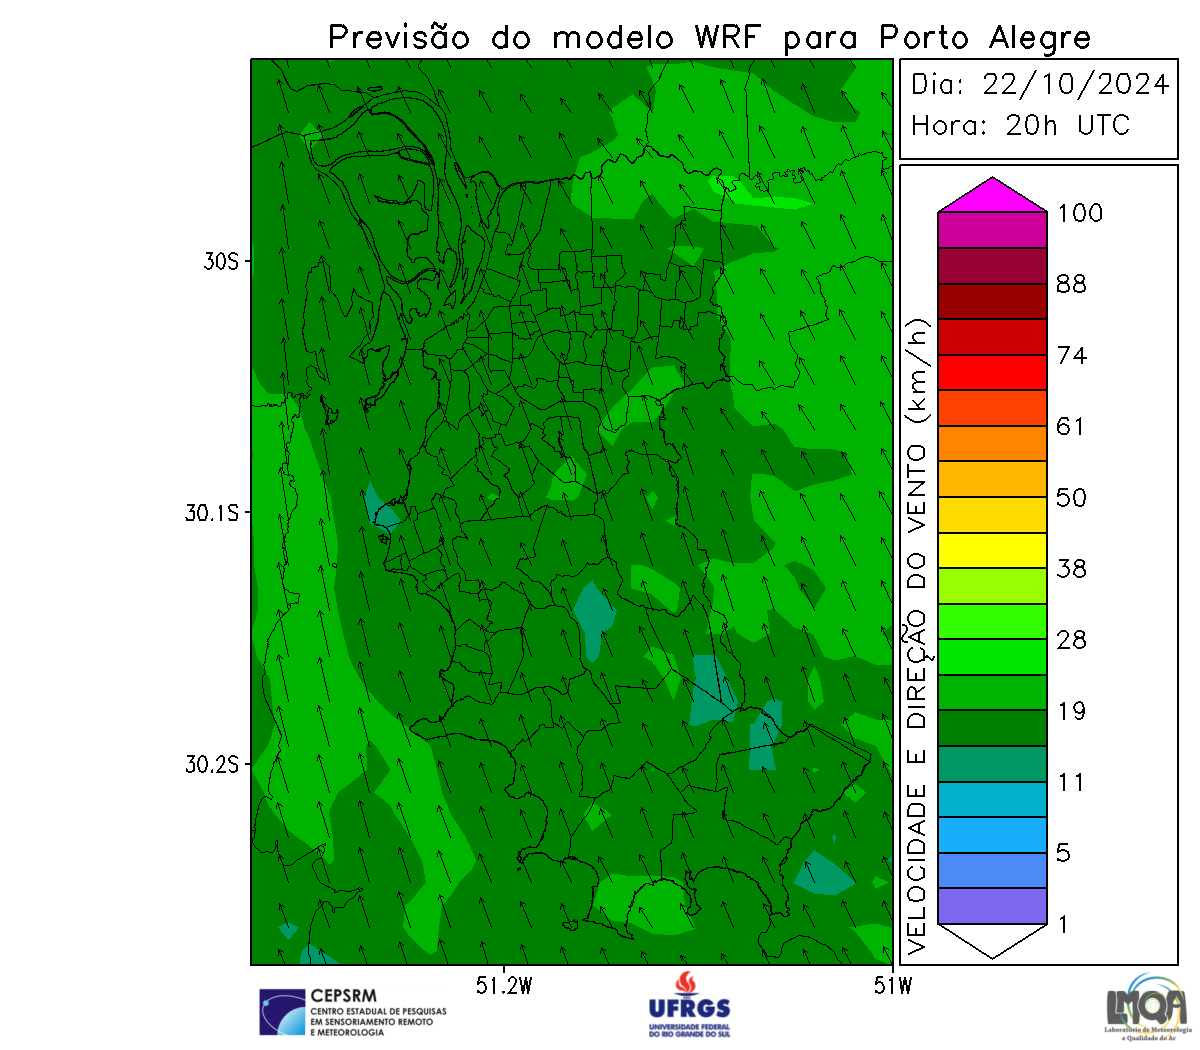 Previsão do modelo WRF para Porto Alegre
Dia: 22/10/2024
Hora: 20h UTC
30S
30.1S
30.2S
51.2W
51W
VELOCIDADE E DIREÇÃO DO VENTO (km/h)
100
88
74
61
50
38
28
19
11
5
1
CEPSRM
CENTRO ESTADUAL DE PESQUISAS
EM SENSORIAMENTO REMOTO
E METEOROLOGIA
UFRGS
UNIVERSIDADE FEDERAL
DO RIO GRANDE DO SUL
LMQA
Laboratório de Meteorologia
e Qualidade do Ar